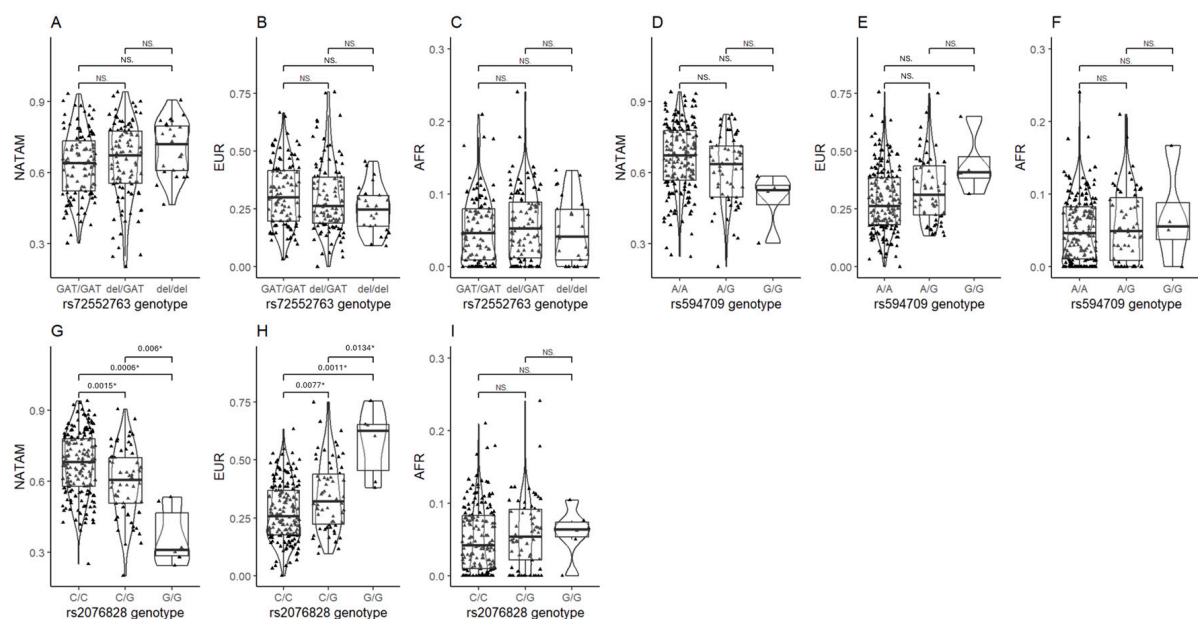 A
NS.
NS.
NS.
NATAM
0.9
0.6
0.3
GAT/GAT del/GAT del/del
rs72552763 genotype
B
NS.
NS.
NS.
EUR
0.75
0.50
0.25
0.00
GAT/GAT del/GAT del/del
rs72552763 genotype
C
0.3
NS.
NS.
NS.
AFR
0.2
0.1
0.0
GAT/GAT del/GAT del/del
rs72552763 genotype
D
NS.
NS.
NS.
NATAM
0.9
0.6
0.3
A/A A/G G/G
rs594709 genotype
E
NS.
NS.
NS.
EUR
0.75
0.50
0.25
0.00
A/A A/G G/G
rs594709 genotype
F
0.3
NS.
NS.
NS.
AFR
0.2
0.1
0.0
A/A A/G G/G
rs594709 genotype
G
0.006*
0.0006*
0.0015*
NATAM
0.9
0.6
0.3
C/C C/G G/G
rs2076828 genotype
H
0.0134*
0.0011*
0.0077*
EUR
0.75
0.50
0.25
0.00
C/C C/G G/G
rs2076828 genotype
I
0.3
NS.
NS.
NS.
AFR
0.2
0.1
0.0
C/C C/G G/G
rs2076828 genotype